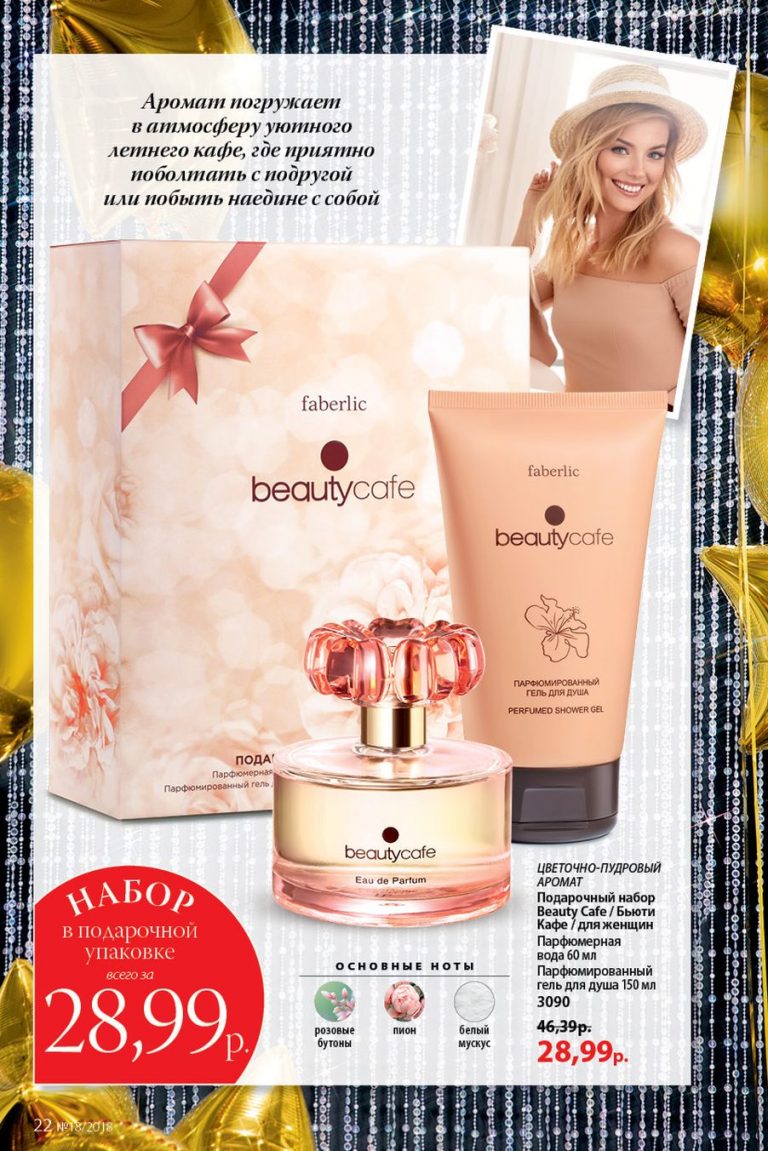 Аромат погружает
в атмосферу уютного
летнего кафе, где приятно
поболтать с подругой
или побыть наедине с собой
faberlic
beautycafe
faberlic
beautycafe
ПАРФЮМИРОВАННЫЙ
ГЕЛЬ ДЛЯ ДУША
PERFUMED SHOWER GEL
Парфюмерная
Парфюмированный гель
beautycafe
Eau de Parfum
НАБОР
в подарочной
упаковке
всего за
28,99р.
ОСНОВНЫЕ НОТЫ
розовые
бутоны
пион
белый
мускус
ЦВЕТОЧНО-ПУДРОВЫЙ
АРОМАТ
Подарочный набор
Beauty Cafe / Бьюти
Кафе / для женщин
Парфюмерная
вода 60 мл
Парфюмированный
гель для душа 150 мл
3090
46,39р.
28,99р.
22 №18/2018